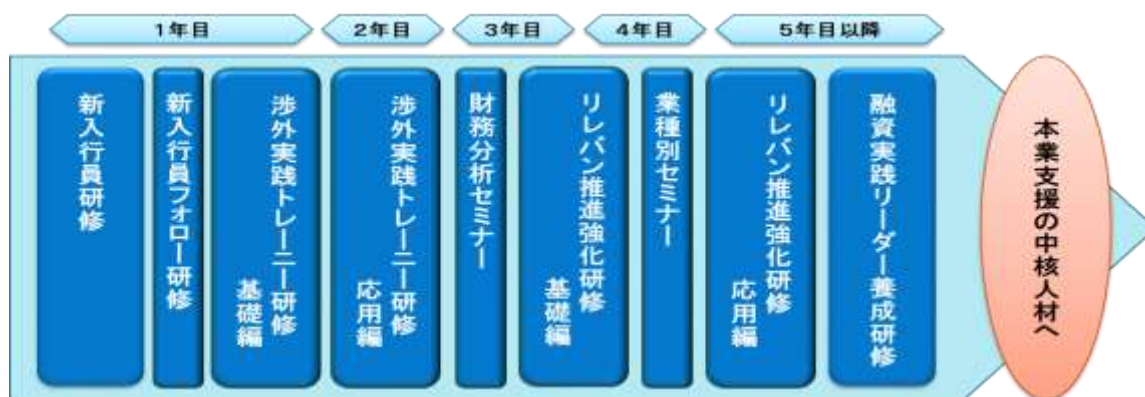 1年目
2年目
3年目
4年目
5年目以降
新入行員研修
新入行員フォロー研修
渉外実践トレーニー研修
基礎編
渉外実践トレーニー研修
応用編
財務分析セミナー
リレバン推進強化研修
基礎編
業種別セミナー
リレバン推進強化研修
応用編
融資実践リーダー養成研修
本業支援の中核人材へ